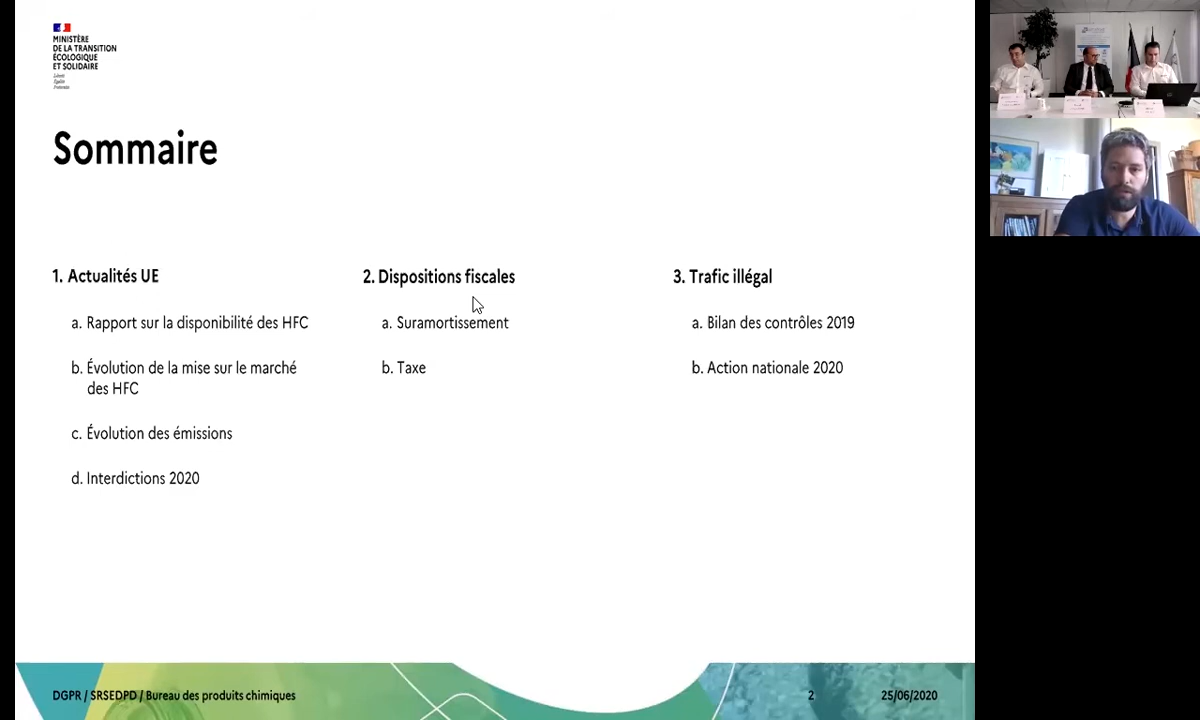 MINISTÈRE
DE LA TRANSITION
ÉCOLOGIQUE
ET SOLIDAIRE
Liberté
Égalité
Fraternité
Sommaire
1. Actualités UE
a. Rapport sur la disponibilité des HFC
b. Évolution de la mise sur le marché
des HFC
c. Évolution des émissions
d. Interdictions 2020
2. Dispositions fiscales
a. Suramortissement
b. Taxe
3. Trafic illégal
a. Bilan des contrôles 2019
b. Action nationale 2020
DGPR / SRSEDPD / Bureau des produits chimiques
2
25/06/2020